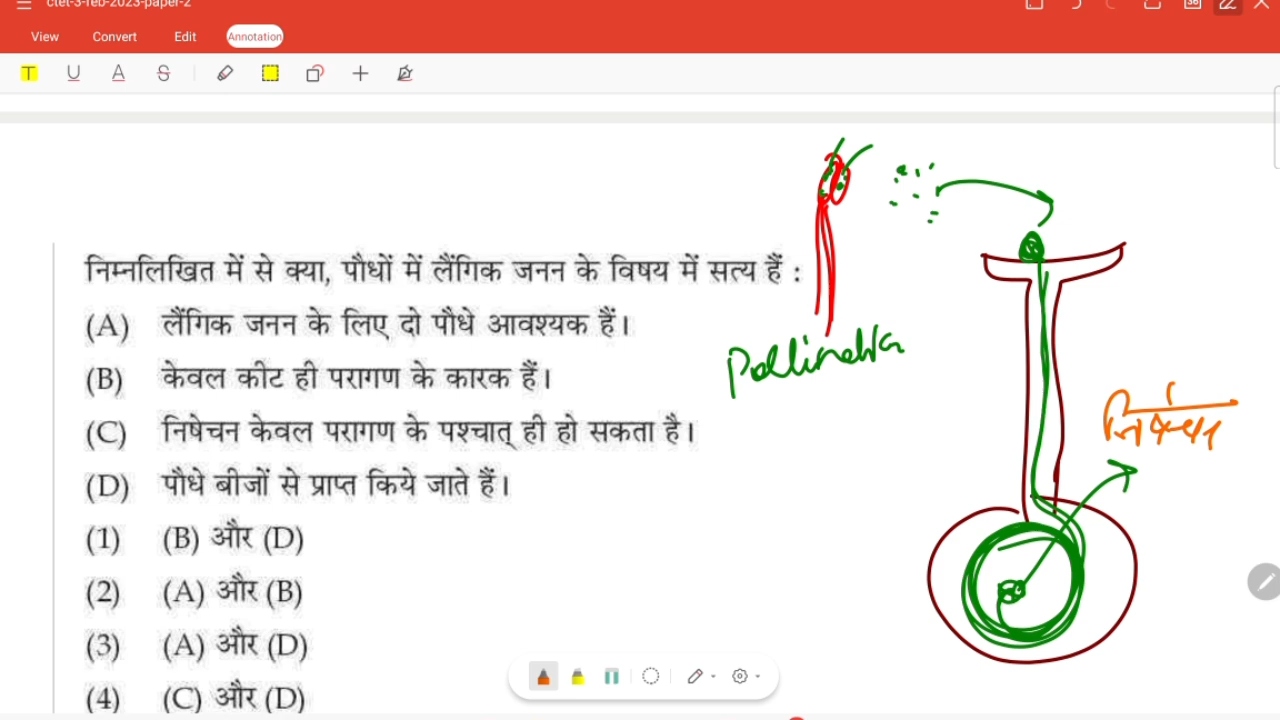 ctet-3-feb-2023-paper-2
View Convert Edit Annotation
निम्नलिखित में से क्या, पौधों में लैंगिक जनन के विषय में सत्य हैं :
(A) लैंगिक जनन के लिए दो पौधे आवश्यक हैं।
(B) केवल कीट ही परागण के कारक हैं।
(C) निषेचन केवल परागण के पश्चात् ही हो सकता है।
(D) पौधे बीजों से प्राप्त किये जाते हैं।
(1) (B) और (D)
(2) (A) और (B)
(3) (A) और (D)
(4) (C) और (D)